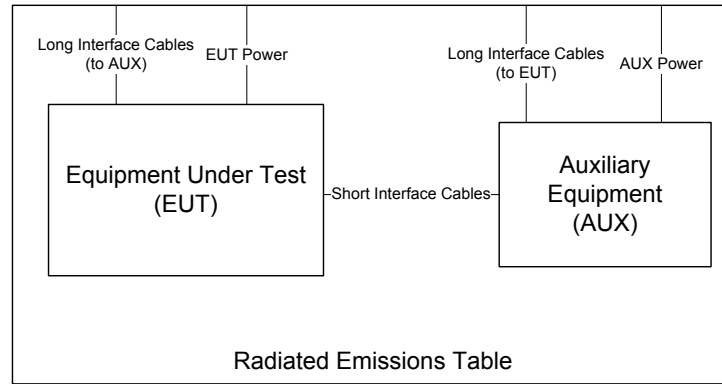 Long Interface Cables
(to AUX)
EUT Power
Long Interface Cables
(to EUT)
AUX Power
Equipment Under Test
(EUT)
Short Interface Cables
Auxiliary
Equipment
(AUX)
Radiated Emissions Table